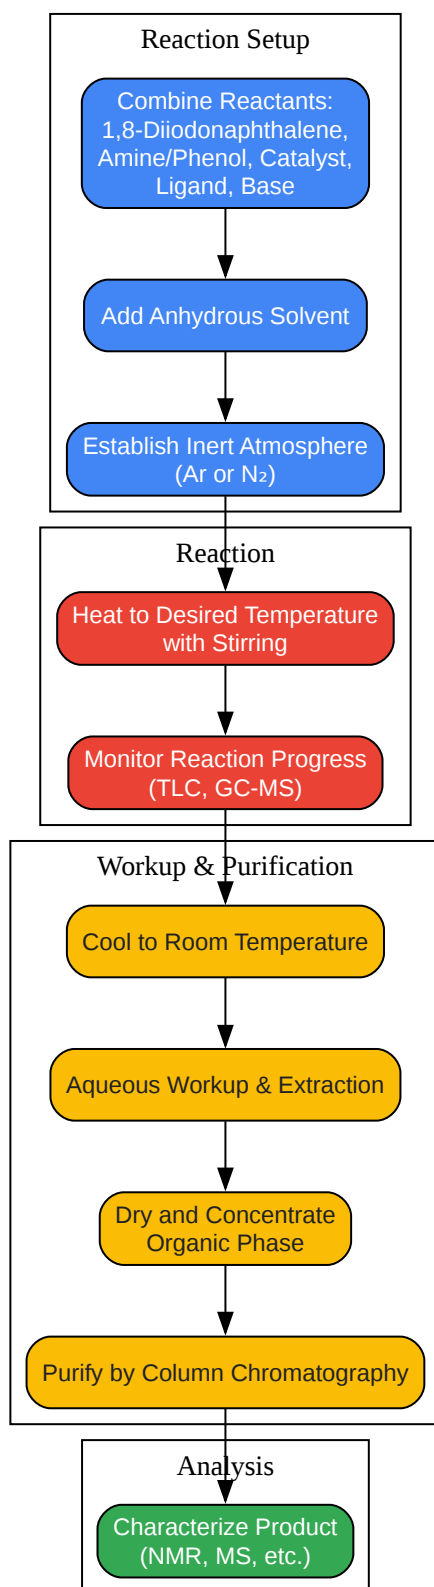 Reaction Setup
Combine Reactants:
1,8-Diiodonaphthalene,
Amine/Phenol, Catalyst,
Ligand, Base
Add Anhydrous Solvent
Establish Inert Atmosphere
(Ar or N₂)
Reaction
Heat to Desired Temperature
with Stirring
Monitor Reaction Progress
(TLC, GC-MS)
Workup & Purification
Cool to Room Temperature
Aqueous Workup & Extraction
Dry and Concentrate
Organic Phase
Purify by Column Chromatography
Analysis
Characterize Product
(NMR, MS, etc.)